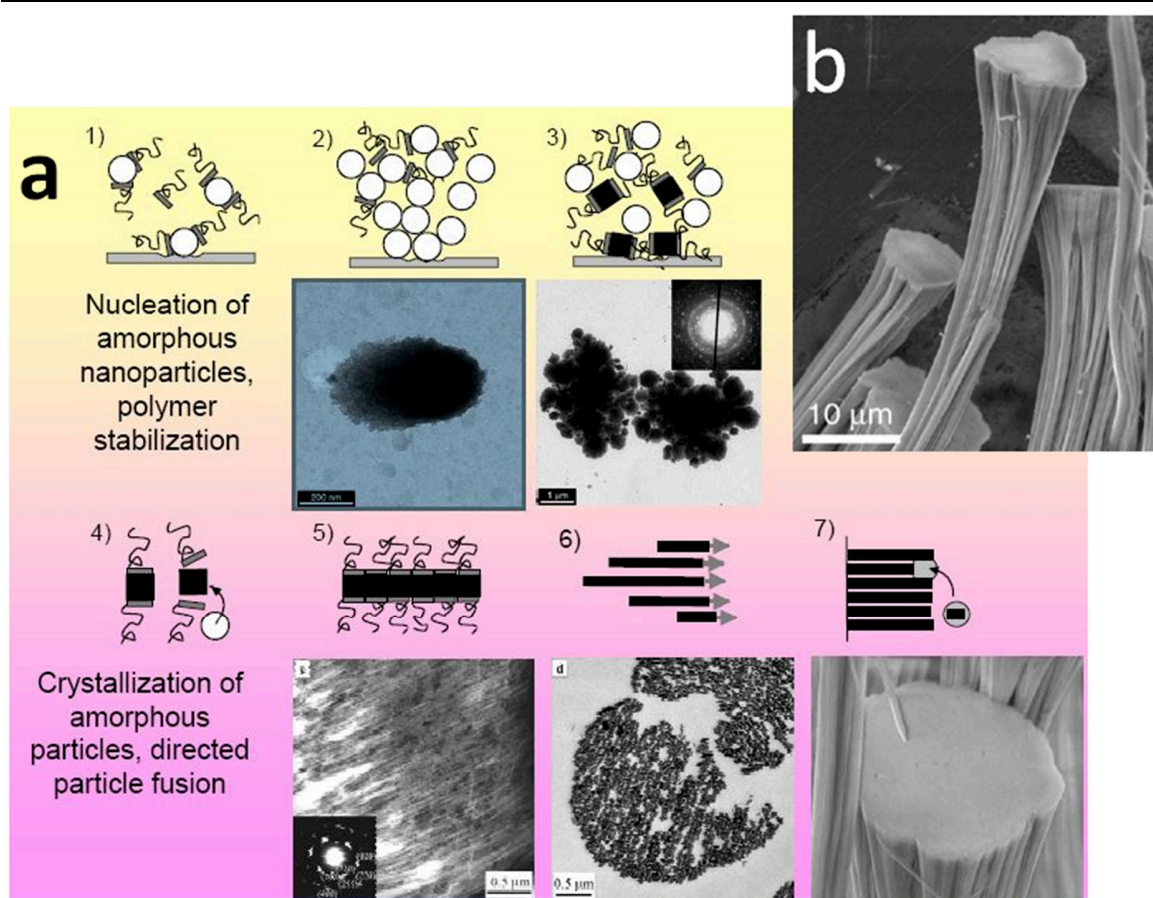 b
10 µm
a
1)
2)
3)
Nucleation of
amorphous
nanoparticles,
polymer
stabilization
200 nm
1 µm
4)
5)
6)
7)
Crystallization of
amorphous
particles, directed
particle fusion
c
0.5 µm
d
0.5 µm